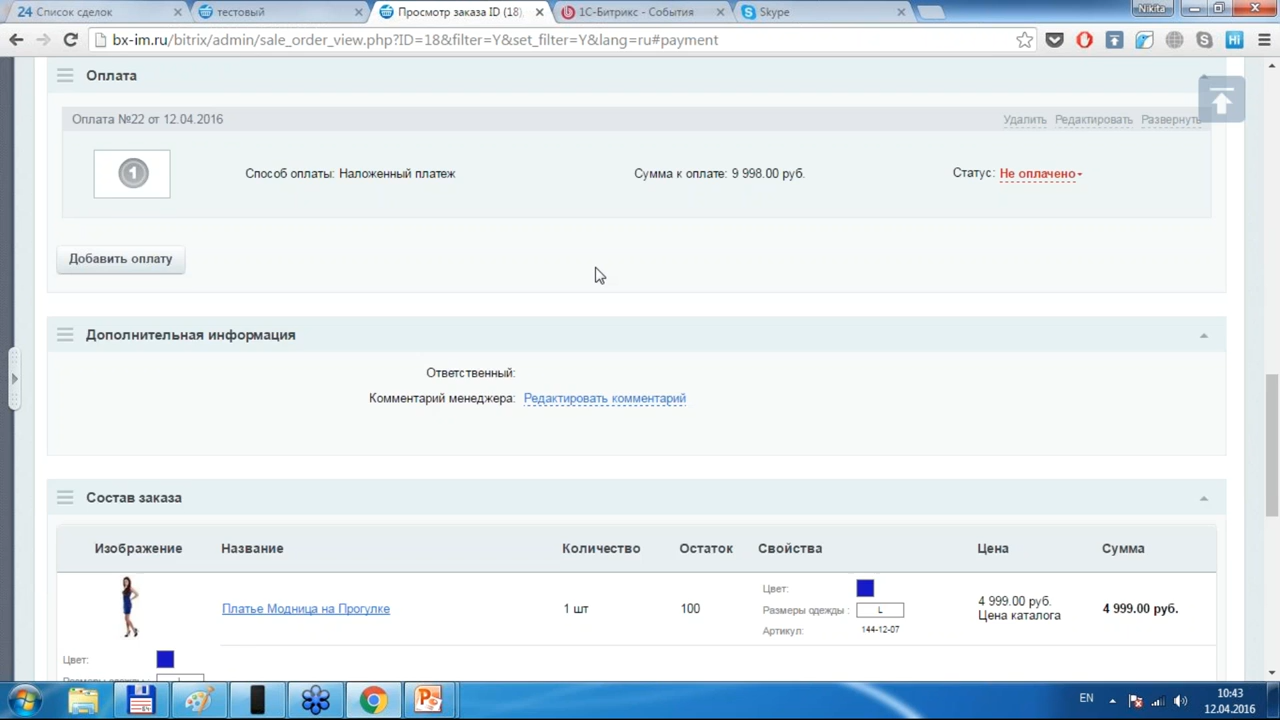 Список сделок
тестовый
Просмотр заказа ID (18)
1С-Битрикс - События
Skype
Nikita
bx-im.ru/bitrix/admin/sale_order_view.php?ID=18&filter=Y&set_filter=Y&lang=ru#payment
Оплата
Оплата №22 от 12.04.2016
Удалить Редактировать Развернуть
Способ оплаты: Наложенный платеж
Сумма к оплате: 9 998.00 руб.
Статус: Не оплачено
Добавить оплату
Дополнительная информация
Ответственный:
Комментарий менеджера: Редактировать комментарий
Состав заказа
Изображение Название Количество Остаток Свойства Цена Сумма
Платье Модница на Прогулке
1 шт
100
Цвет:
Размеры одежды : L
Артикул: 144-12-07
4 999.00 руб.
Цена каталога
4 999.00 руб.
Цвет:
EN
10:43
12.04.2016